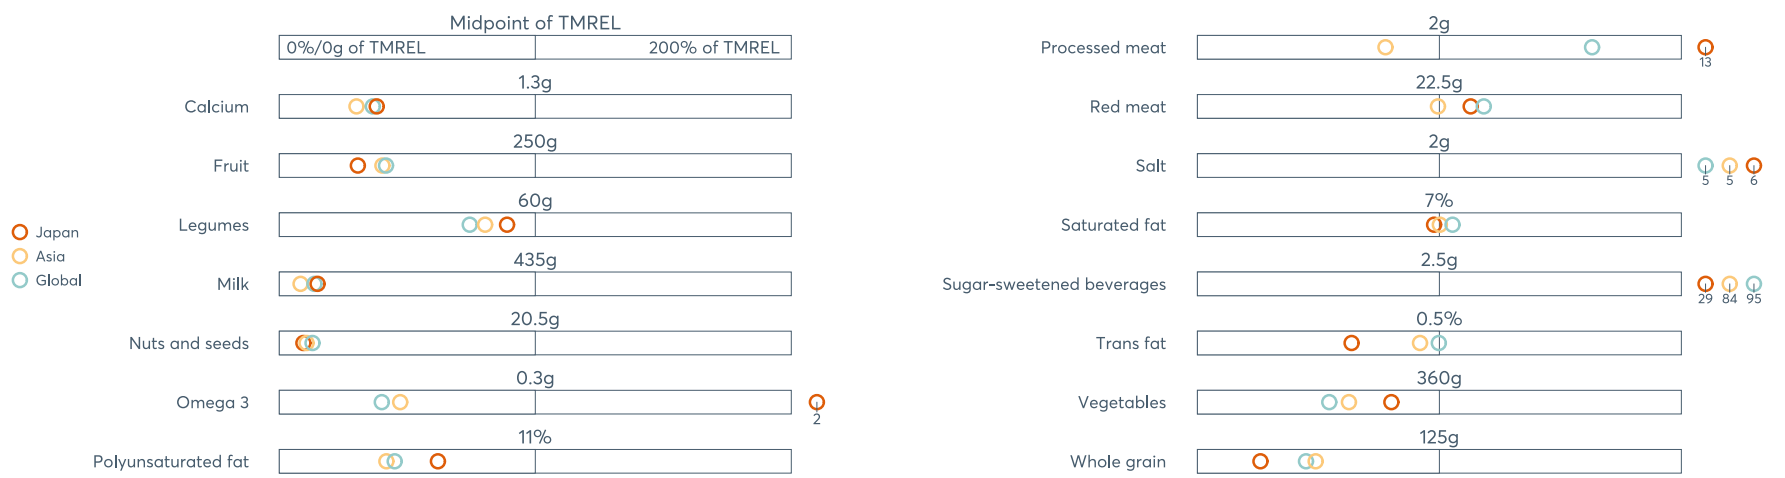 Midpoint of TMREL
0%/0g of TMREL 200% of TMREL
1.3g
Calcium
250g
Fruit
60g
Legumes
435g
Milk
20.5g
Nuts and seeds
0.3g
Omega 3
2
11%
Polyunsaturated fat
Japan
Asia
Global
2g
Processed meat
13
22.5g
Red meat
2g
Salt
5 5 6
7%
Saturated fat
2.5g
Sugar-sweetened beverages
29 84 95
0.5%
Trans fat
360g
Vegetables
125g
Whole grain